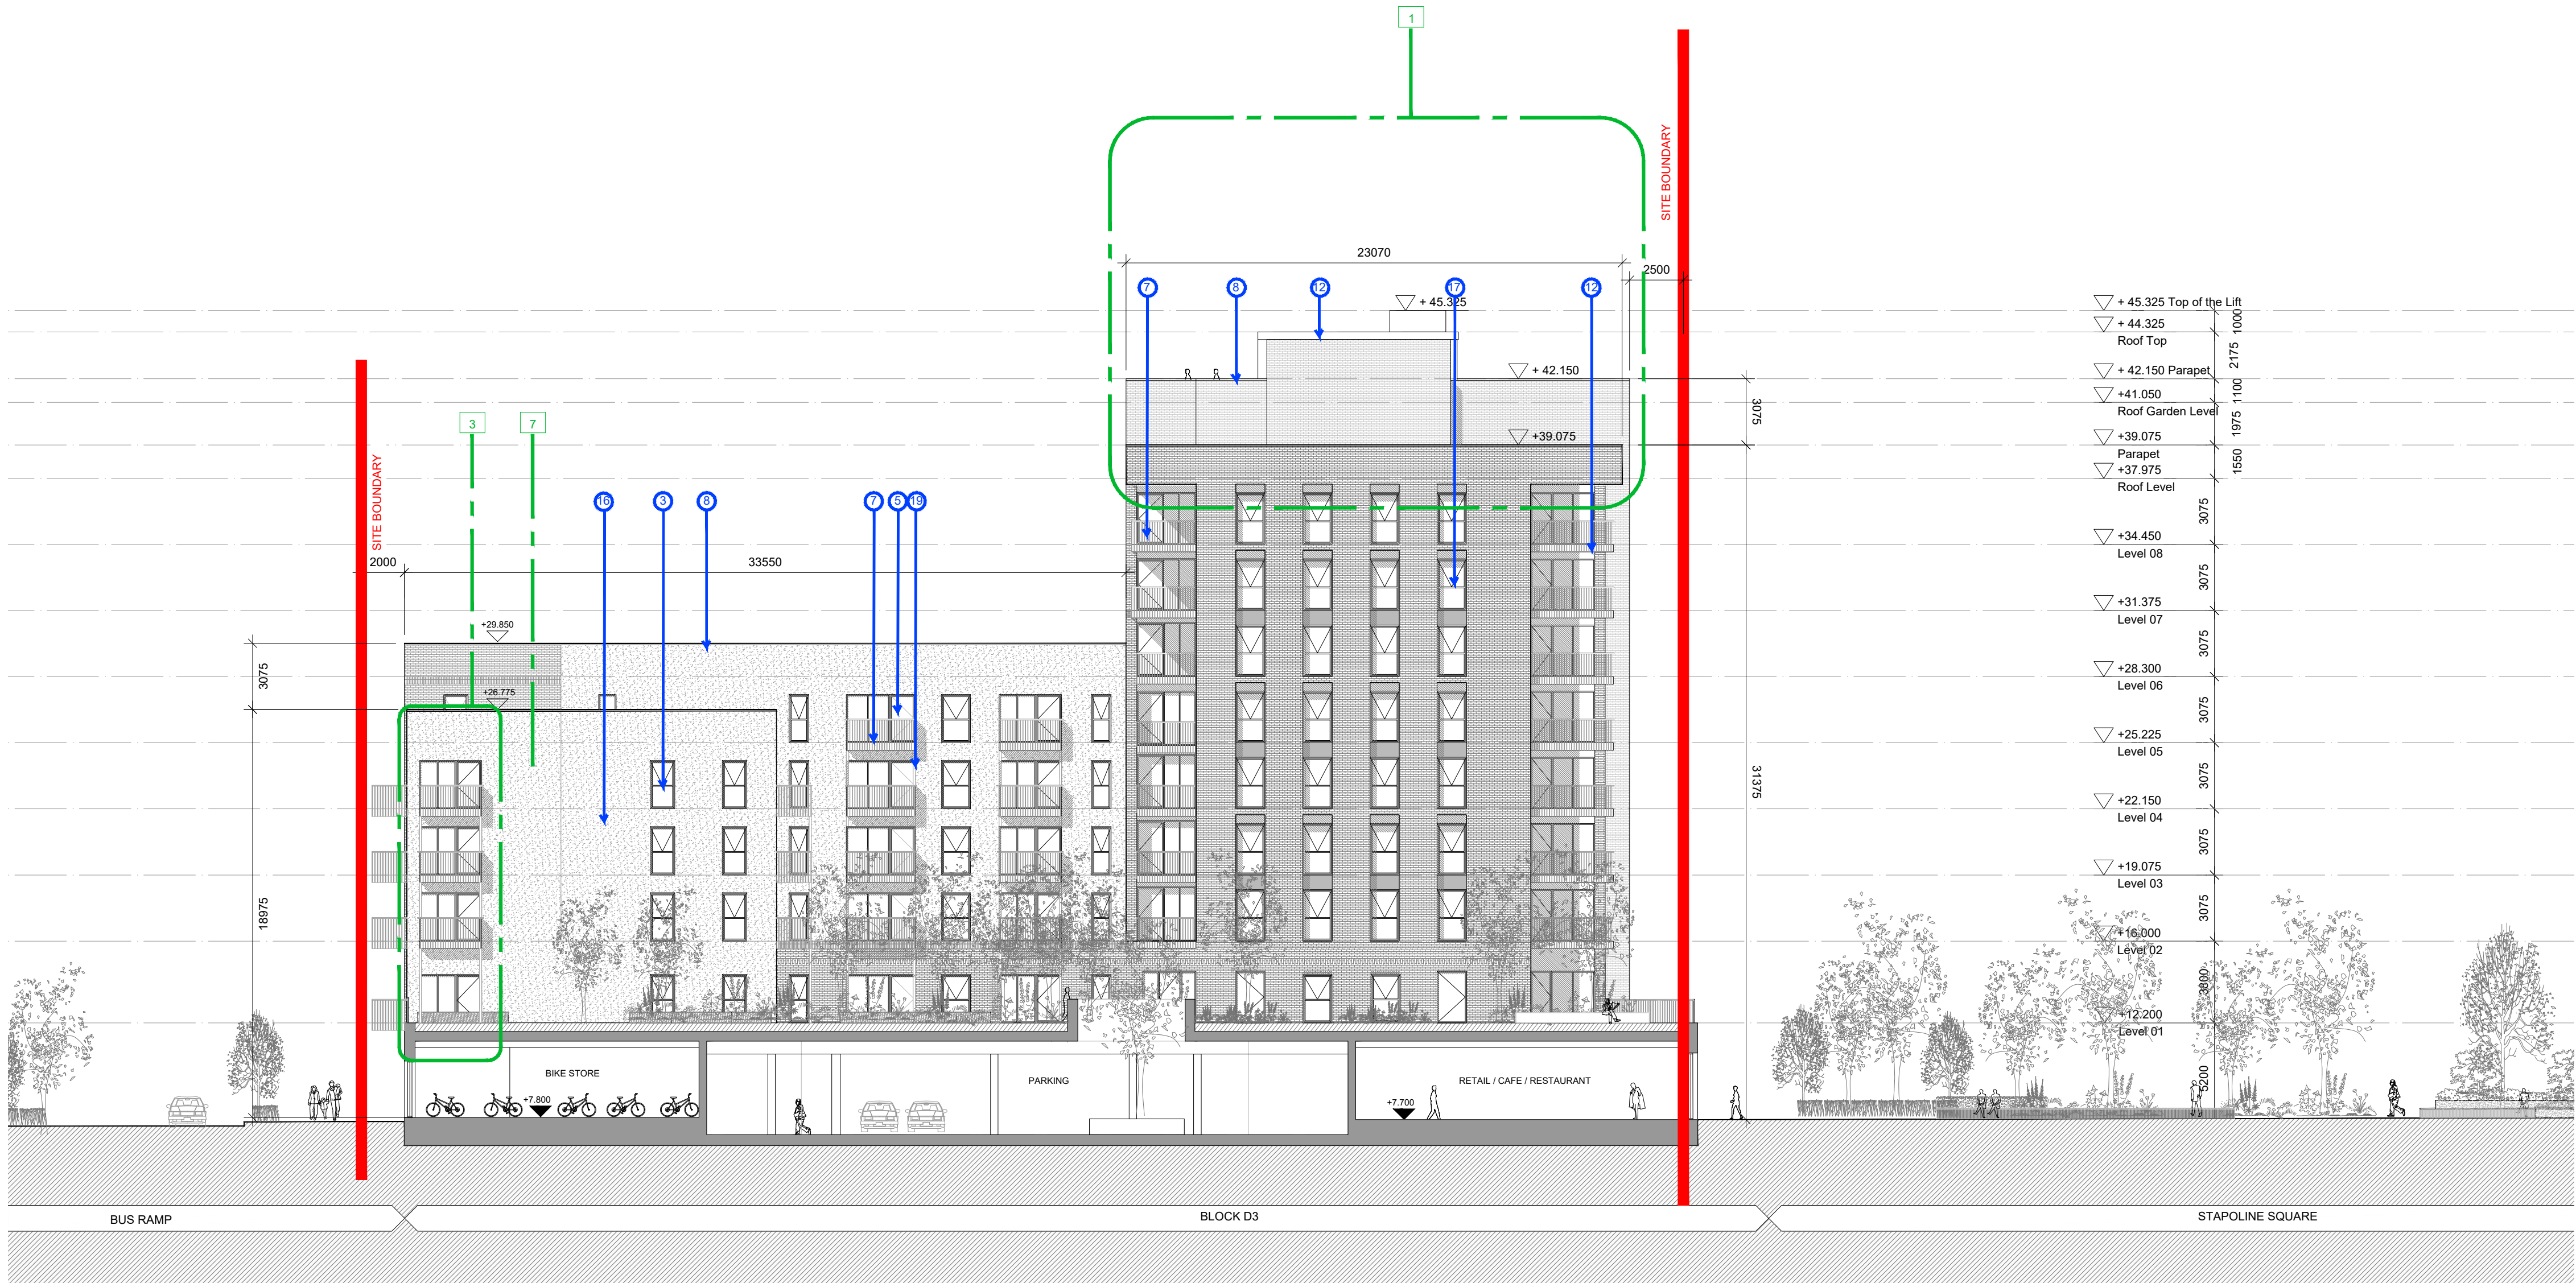 1
SITE BOUNDARY
23070
2500
7
8
12
17
12
+ 45.325
+ 45.325 Top of the Lift
1000
+ 44.325
Roof Top
2175
+ 42.150
+ 42.150 Parapet
1100
+41.050
Roof Garden Level
3075
1975
+39.075
+39.075
Parapet
1550
+37.975
Roof Level
3075
+34.450
Level 08
3075
+31.375
Level 07
3075
+28.300
Level 06
3075
+25.225
Level 05
3075
+22.150
Level 04
3075
+19.075
Level 03
3075
+16.000
Level 02
3800
+12.200
Level 01
5200
31375
3
7
SITE BOUNDARY
16
3
8
7
5
19
2000
33550
+29.850
3075
+26.775
18975
BIKE STORE
+7.800
PARKING
RETAIL / CAFE / RESTAURANT
+7.700
BUS RAMP
BLOCK D3
STAPOLINE SQUARE